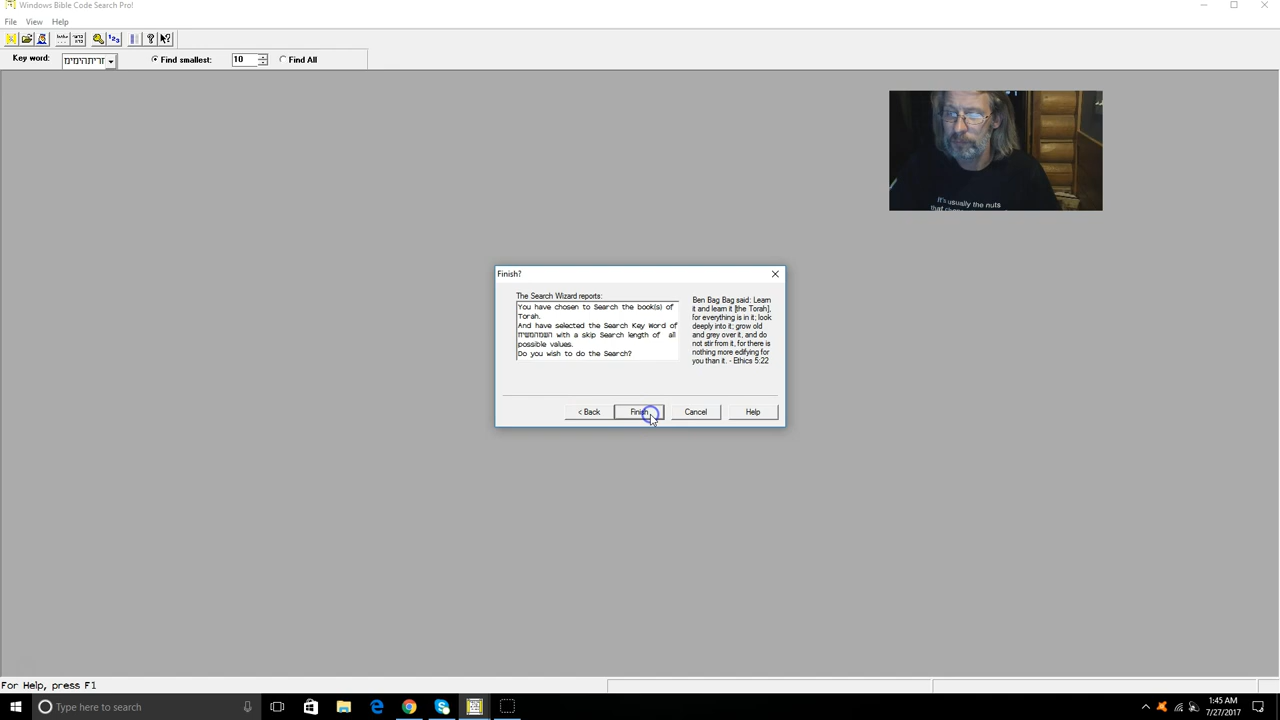 Windows Bible Code Search Pro!
File View Help
Key word: זריתהימימ Find smallest: 10 Find All
It's usually the nuts
Finish?
The Search Wizard reports:
You have chosen to Search the book(s) of
Torah.
And have selected the Search Key Word of
השמהמשיח with a skip Search length of all
possible values.
Do you wish to do the Search?
Ben Bag Bag said: Learn
it and learn it [the Torah],
for everything is in it; look
deeply into it; grow old
and grey over it, and do
not stir from it, for there is
nothing more edifying for
you than it. - Ethics 5:22
< Back Finish Cancel Help
For Help, press F1
Type here to search
1:45 AM
7/27/2017